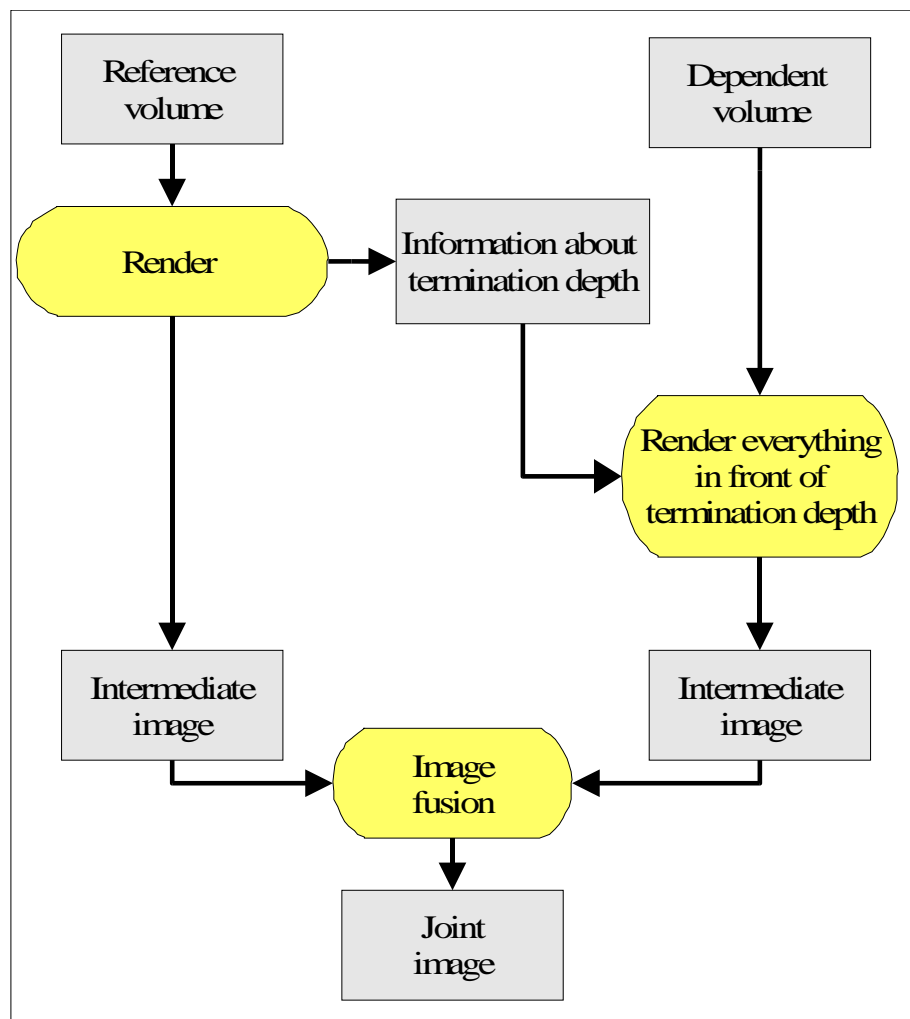 Reference
volume
Dependent
volume
Render
Information about
termination depth
Render everything
in front of
termination depth
Intermediate
image
Intermediate
image
Image
fusion
Joint
image